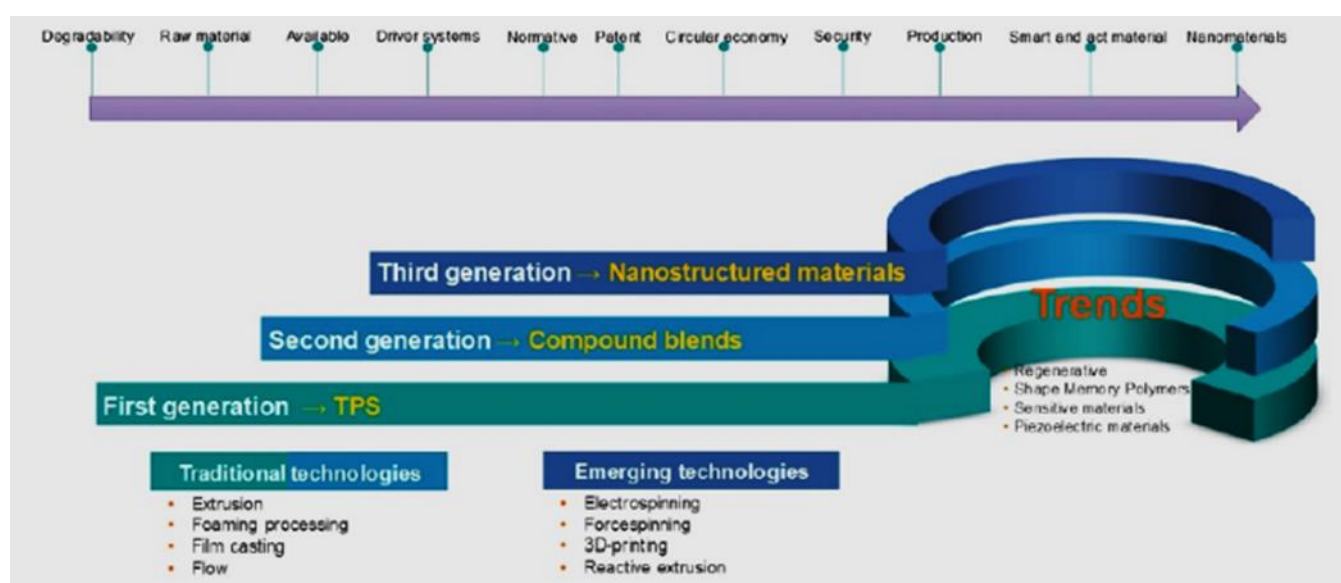 Degradability Raw material Available Drivor systems Normative Patent Circular economy Security Production Smart and act material Nanomaterials
Third generation → Nanostructured materials
Second generation → Compound blends
First generation → TPS
Trends
• Regenerative
• Shape Memory Polymers
• Sensitive materials
• Piezoelectric materials
Traditional technologies
• Extrusion
• Foaming processing
• Film casting
• Flow
Emerging technologies
• Electrospinning
• Forcespinning
• 3D-printing
• Reactive extrusion